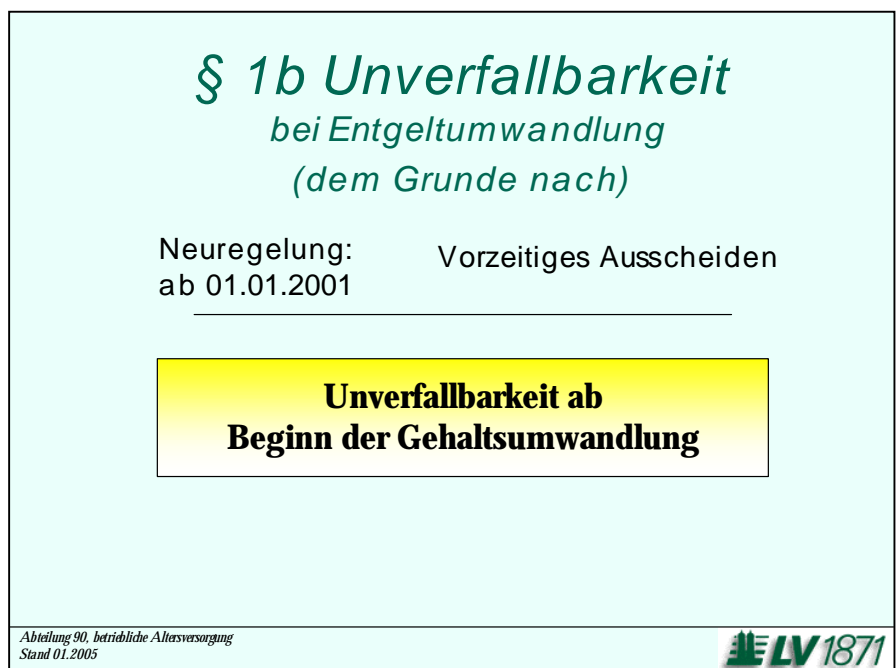 § 1b Unverfallbarkeit
bei Entgeltumwandlung
(dem Grunde nach)
Neuregelung:
ab 01.01.2001
Vorzeitiges Ausscheiden
Unverfallbarkeit ab
Beginn der Gehaltsumwandlung
Abteilung 90, betriebliche Altersversorgung
Stand 01.2005
LV 1871